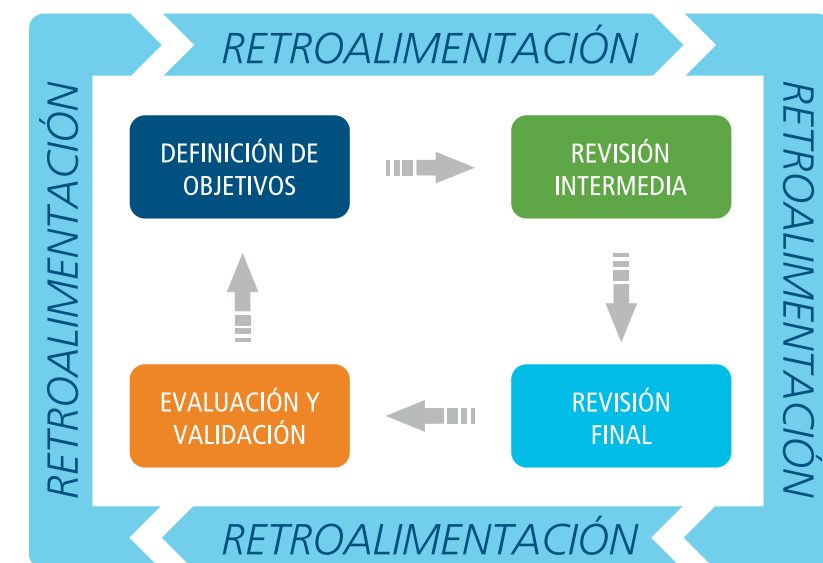 RETROALIMENTACIÓN
DEFINICIÓN DE
OBJETIVOS
REVISIÓN
INTERMEDIA
RETROALIMENTACIÓN
RETROALIMENTACIÓN
EVALUACIÓN Y
VALIDACIÓN
REVISIÓN
FINAL
RETROALIMENTACIÓN